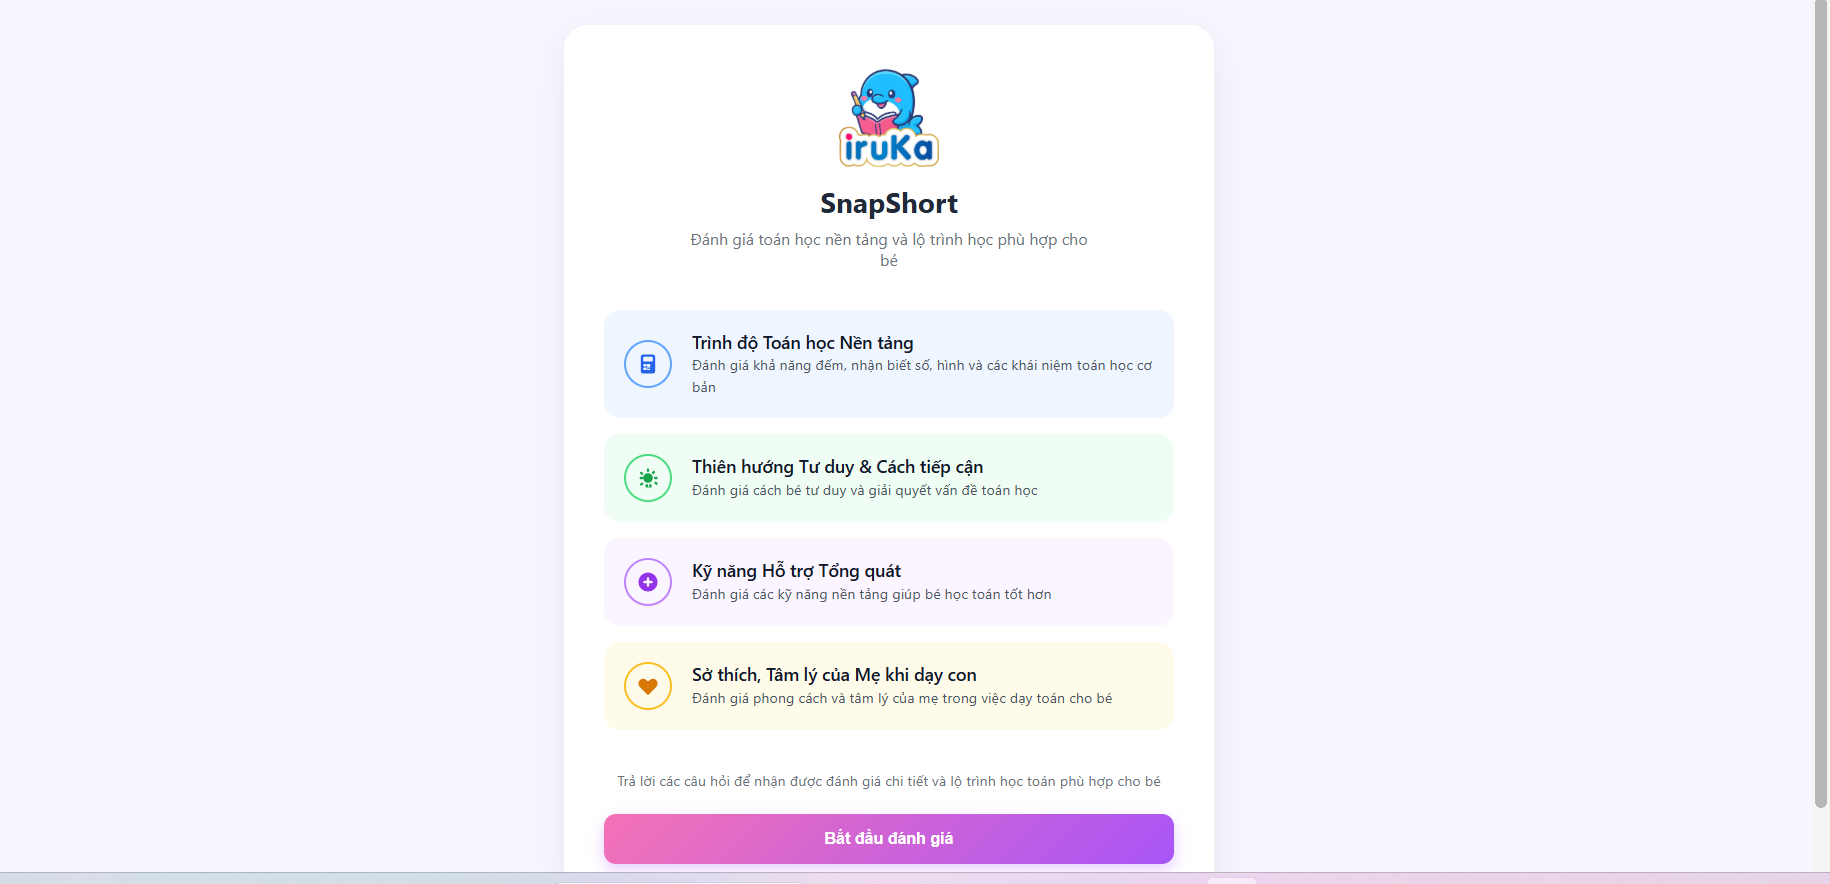 iruKa
SnapShort
Đánh giá toán học nền tảng và lộ trình học phù hợp cho
bé
Trình độ Toán học Nền tảng
Đánh giá khả năng đếm, nhận biết số, hình và các khái niệm toán học cơ
bản
Thiên hướng Tư duy & Cách tiếp cận
Đánh giá cách bé tư duy và giải quyết vấn đề toán học
Kỹ năng Hỗ trợ Tổng quát
Đánh giá các kỹ năng nền tảng giúp bé học toán tốt hơn
Sở thích, Tâm lý của Mẹ khi dạy con
Đánh giá phong cách và tâm lý của mẹ trong việc dạy toán cho bé
Trả lời các câu hỏi để nhận được đánh giá chi tiết và lộ trình học toán phù hợp cho bé
Bắt đầu đánh giá